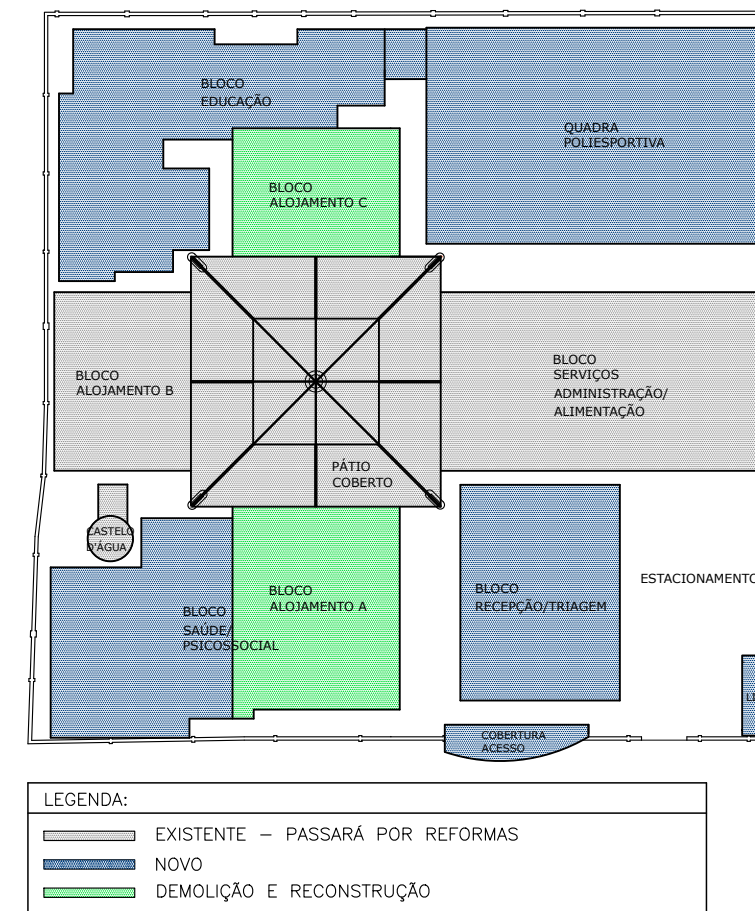 BLOCO
EDUCAÇÃO
QUADRA
POLIESPORTIVA
BLOCO
ALOJAMENTO C
BLOCO
ALOJAMENTO B
BLOCO
SERVIÇOS
ADMINISTRAÇÃO/
ALIMENTAÇÃO
PÁTIO
COBERTO
CASTELO
D'ÁGUA
BLOCO
SAÚDE/
PSICOSSOCIAL
BLOCO
ALOJAMENTO A
BLOCO
RECEPÇÃO/TRIAGEM
ESTACIONAMENTO
COBERTURA
ACESSO
LEGENDA:
EXISTENTE – PASSARÁ POR REFORMAS
NOVO
DEMOLIÇÃO E RECONSTRUÇÃO